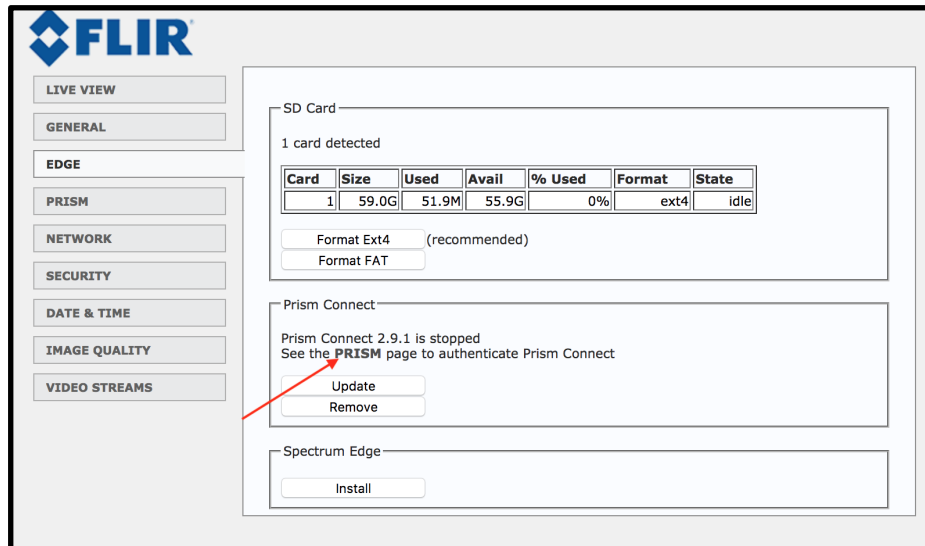 FLIR
LIVE VIEW
GENERAL
EDGE
PRISM
NETWORK
SECURITY
DATE & TIME
IMAGE QUALITY
VIDEO STREAMS
SD Card
1 card detected
Card Size Used Avail % Used Format State
1 59.0G 51.9M 55.9G 0% ext4 idle
Format Ext4 (recommended)
Format FAT
Prism Connect
Prism Connect 2.9.1 is stopped
See the PRISM page to authenticate Prism Connect
Update
Remove
Spectrum Edge
Install